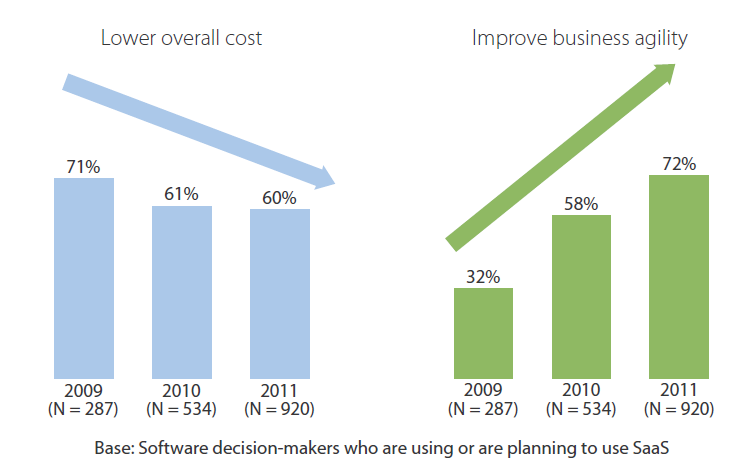 Lower overall cost
Improve business agility
71%
61%
60%
32%
58%
72%
2009
(N = 287)
2010
(N = 534)
2011
(N = 920)
2009
(N = 287)
2010
(N = 534)
2011
(N = 920)
Base: Software decision-makers who are using or are planning to use SaaS